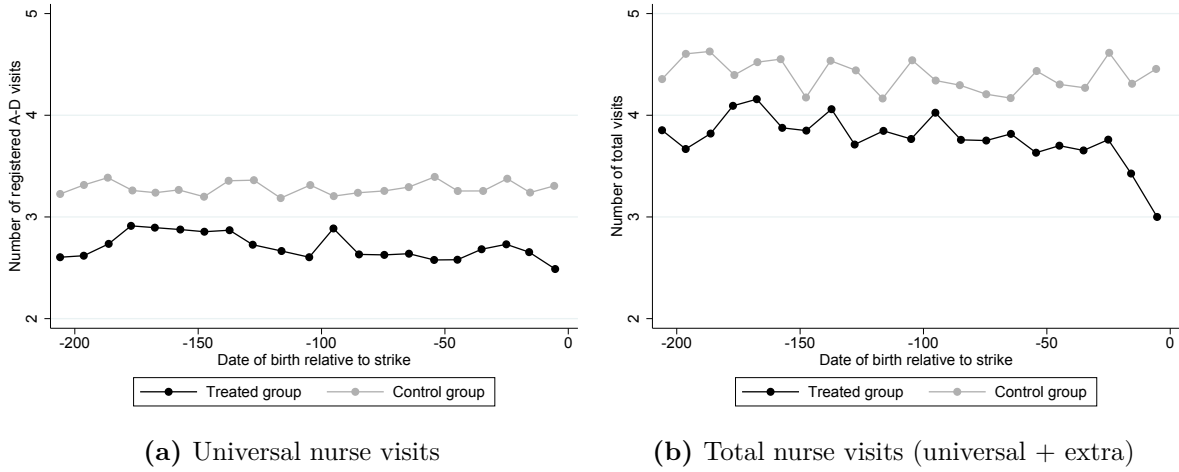 5
4
3
2
Number of registered A-D visits
-200 -150 -100 -50 0
Date of birth relative to strike
Treated group Control group
(a) Universal nurse visits
5
4
3
2
Number of total visits
-200 -150 -100 -50 0
Date of birth relative to strike
Treated group Control group
(b) Total nurse visits (universal + extra)